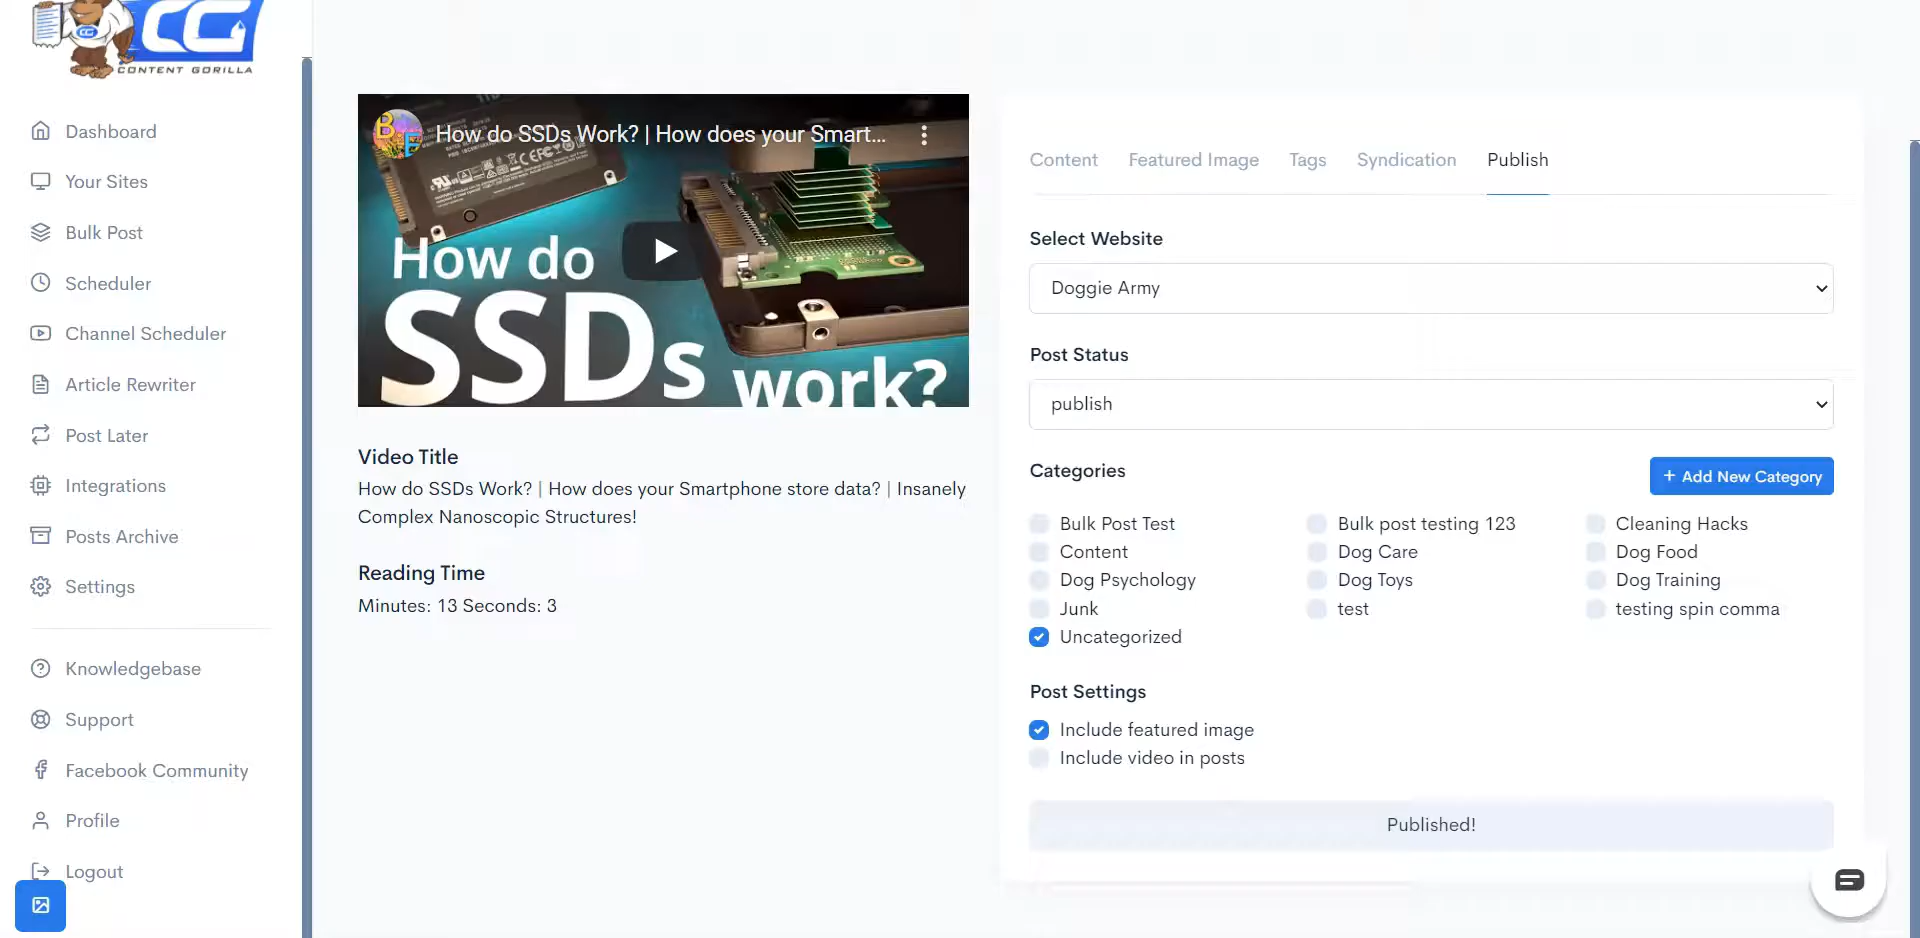 CG
CONTENT GORILLA
Dashboard
Your Sites
Bulk Post
Scheduler
Channel Scheduler
Article Rewriter
Post Later
Integrations
Posts Archive
Settings
Knowledgebase
Support
Facebook Community
Profile
Logout
BE
How do SSDs Work? | How does your Smart...
How do
SSDs work?
Video Title
How do SSDs Work? | How does your Smartphone store data? | Insanely
Complex Nanoscopic Structures!
Reading Time
Minutes: 13 Seconds: 3
Content Featured Image Tags Syndication Publish
Select Website
Doggie Army
Post Status
publish
Categories
+ Add New Category
Bulk Post Test Bulk post testing 123 Cleaning Hacks
Content Dog Care Dog Food
Dog Psychology Dog Toys Dog Training
Junk test testing spin comma
Uncategorized
Post Settings
Include featured image
Include video in posts
Published!